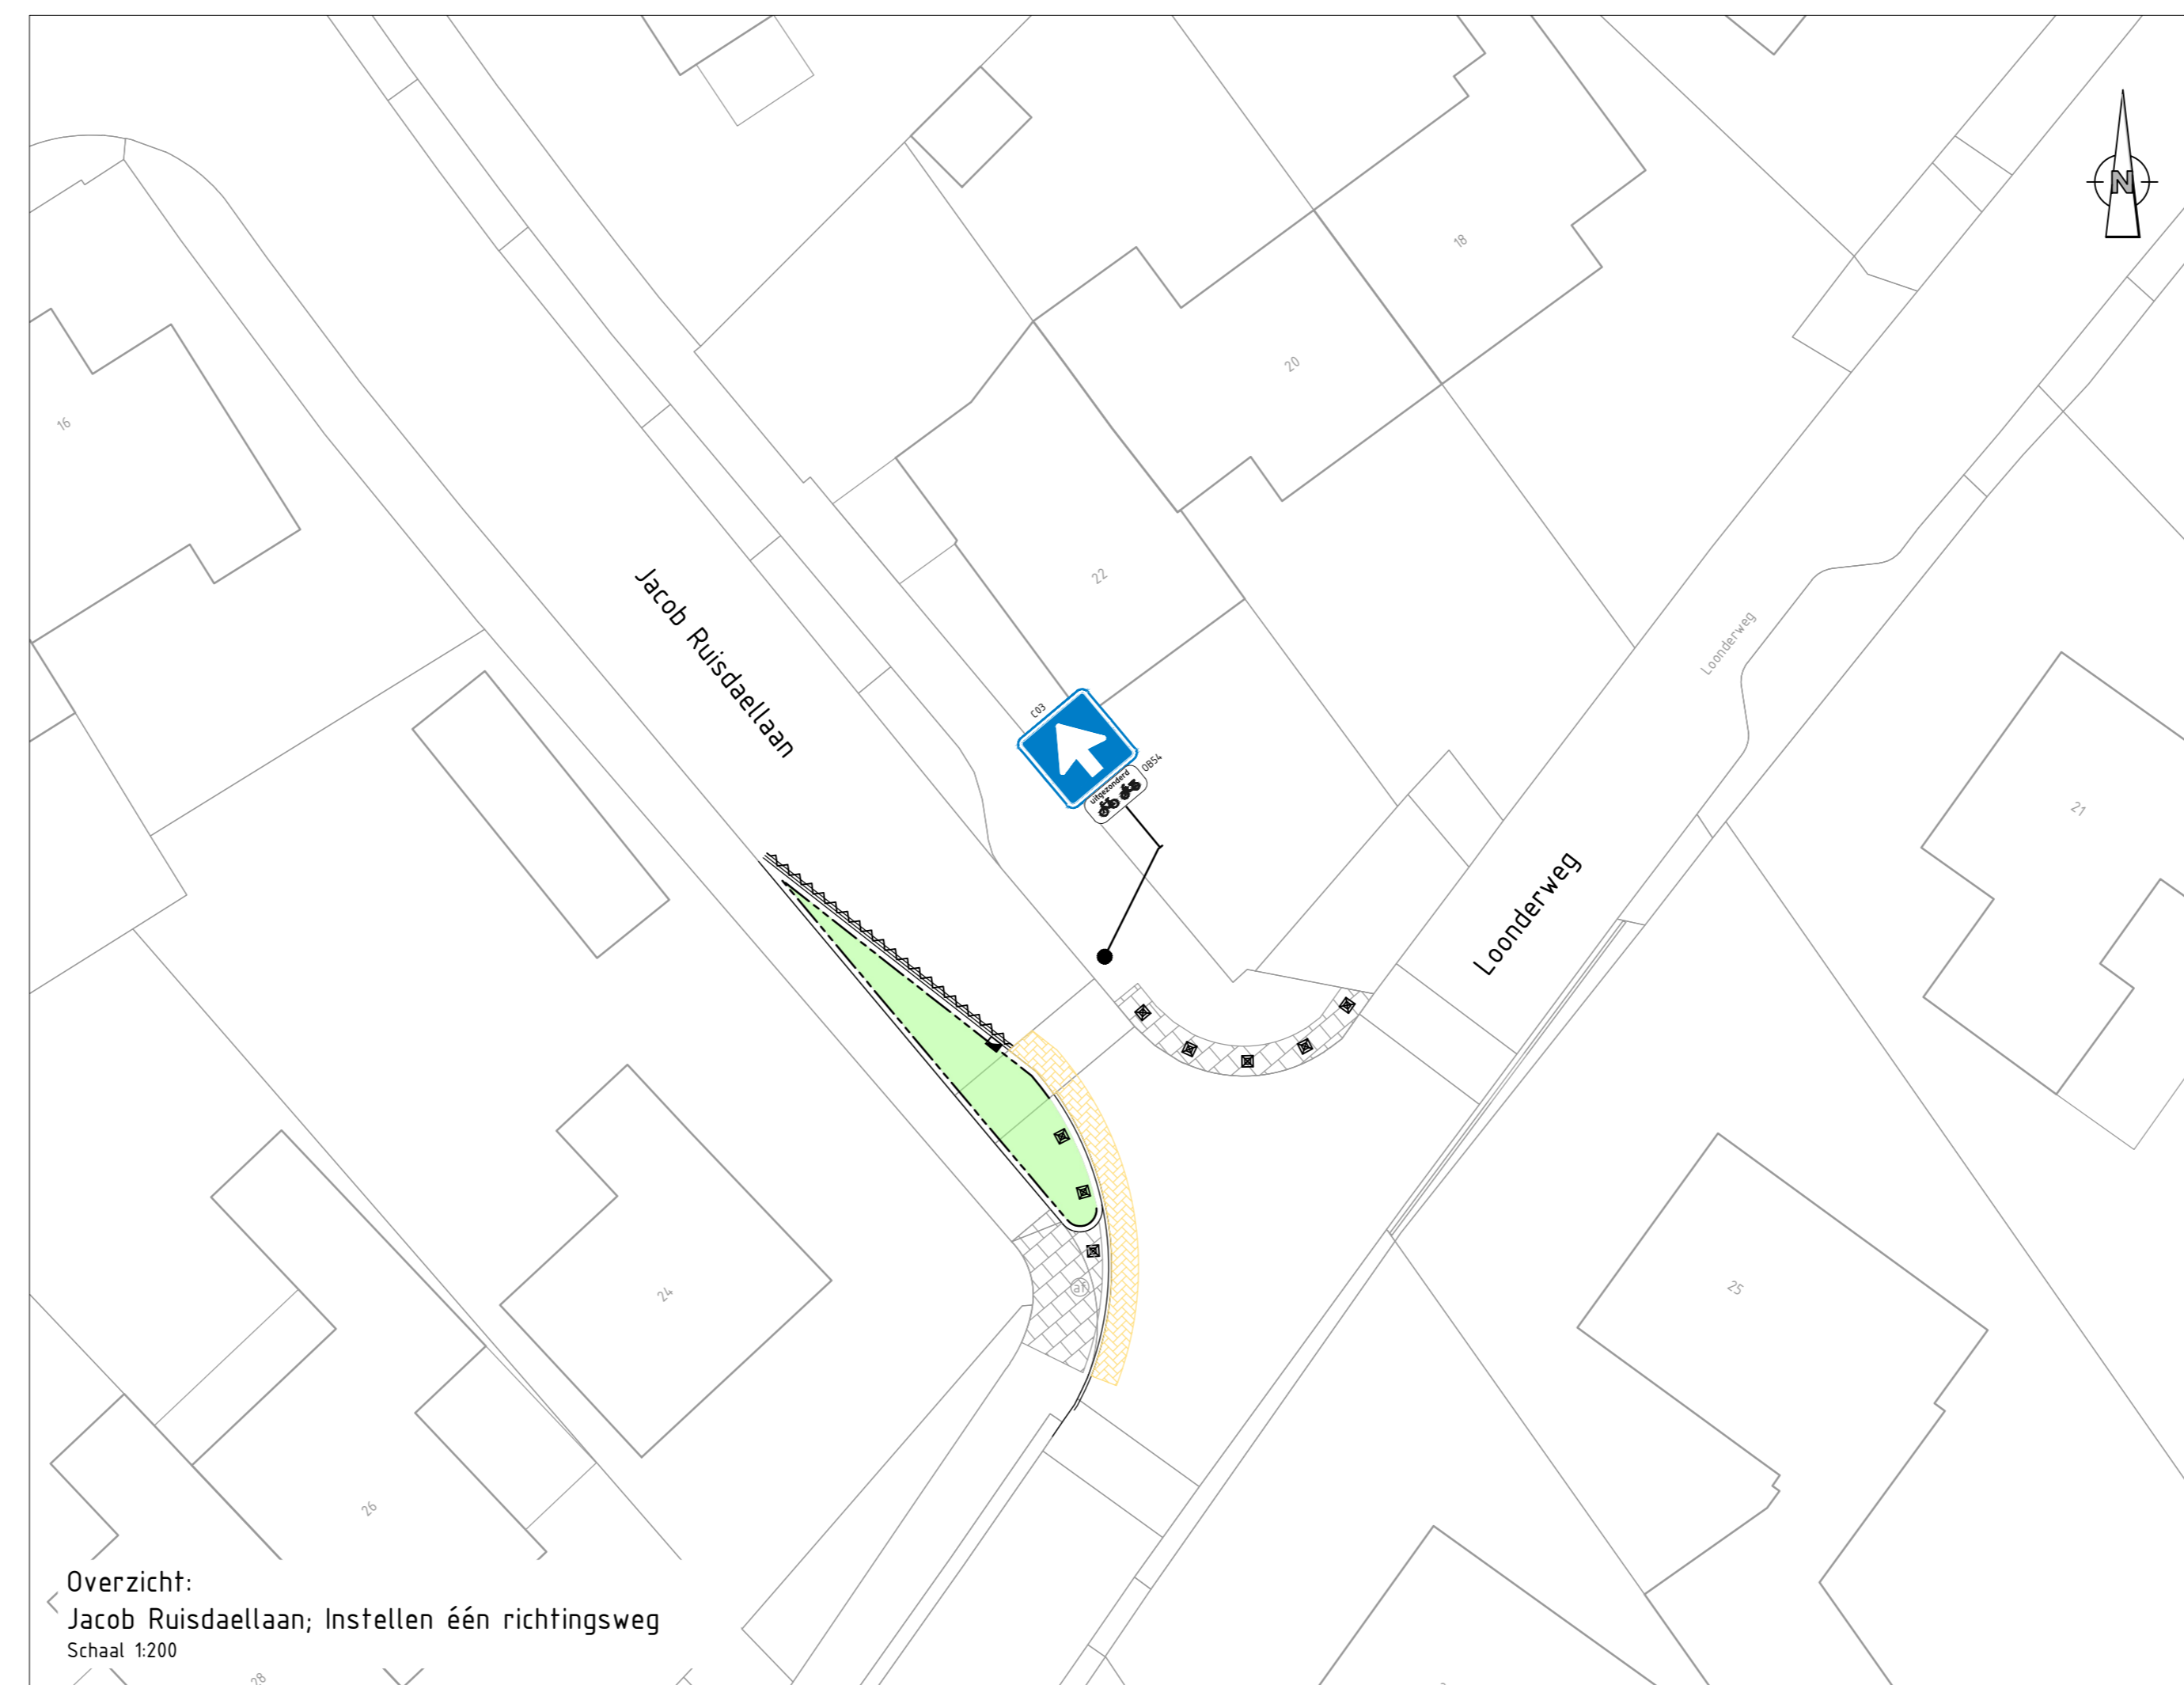 N
18
20
16
22
Jacob Ruisdaellaan
Loonderweg
C03
OB54
uitgezonderd
21
Loonderweg
25
24
26
28
Overzicht:
Jacob Ruisdaellaan; Instellen één richtingsweg
Schaal 1:200